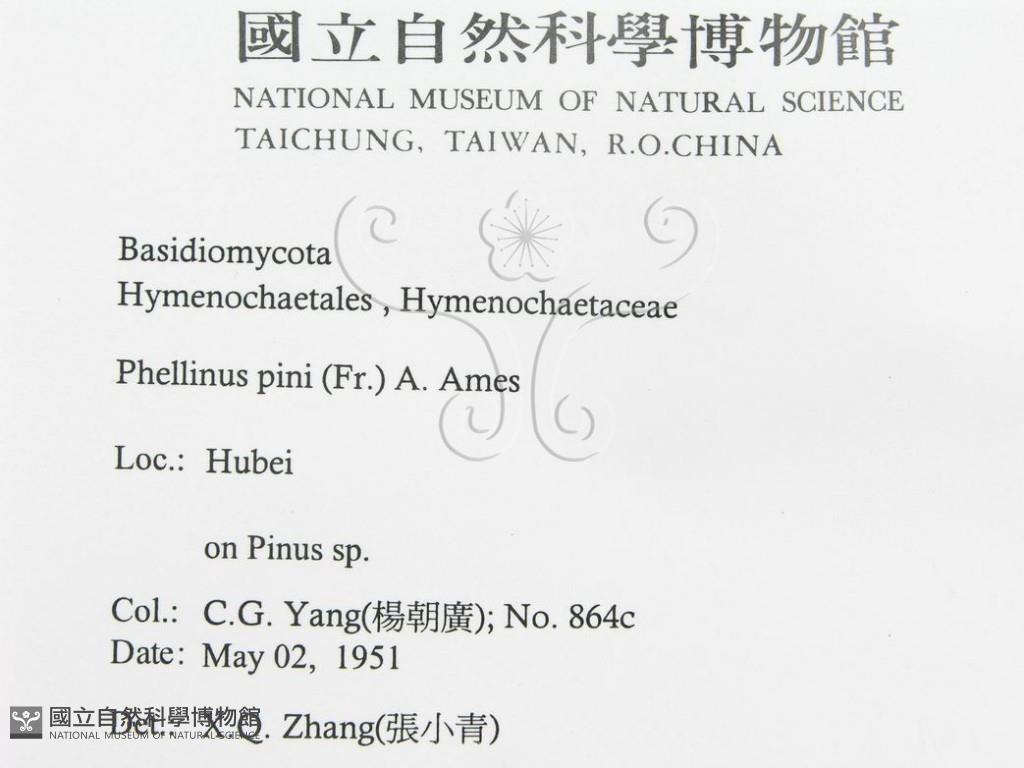 國立自然科學博物館
NATIONAL MUSEUM OF NATURAL SCIENCE
TAICHUNG, TAIWAN, R.O.CHINA
Basidiomycota
Hymenochaetales , Hymenochaetaceae
Phellinus pini (Fr.) A. Ames
Loc.: Hubei
on Pinus sp.
Col.: C.G. Yang(楊朝廣); No. 864c
Date: May 02, 1951
Det.: X.Q. Zhang(張小青)
國立自然科學博物館
NATIONAL MUSEUM OF NATURAL SCIENCE